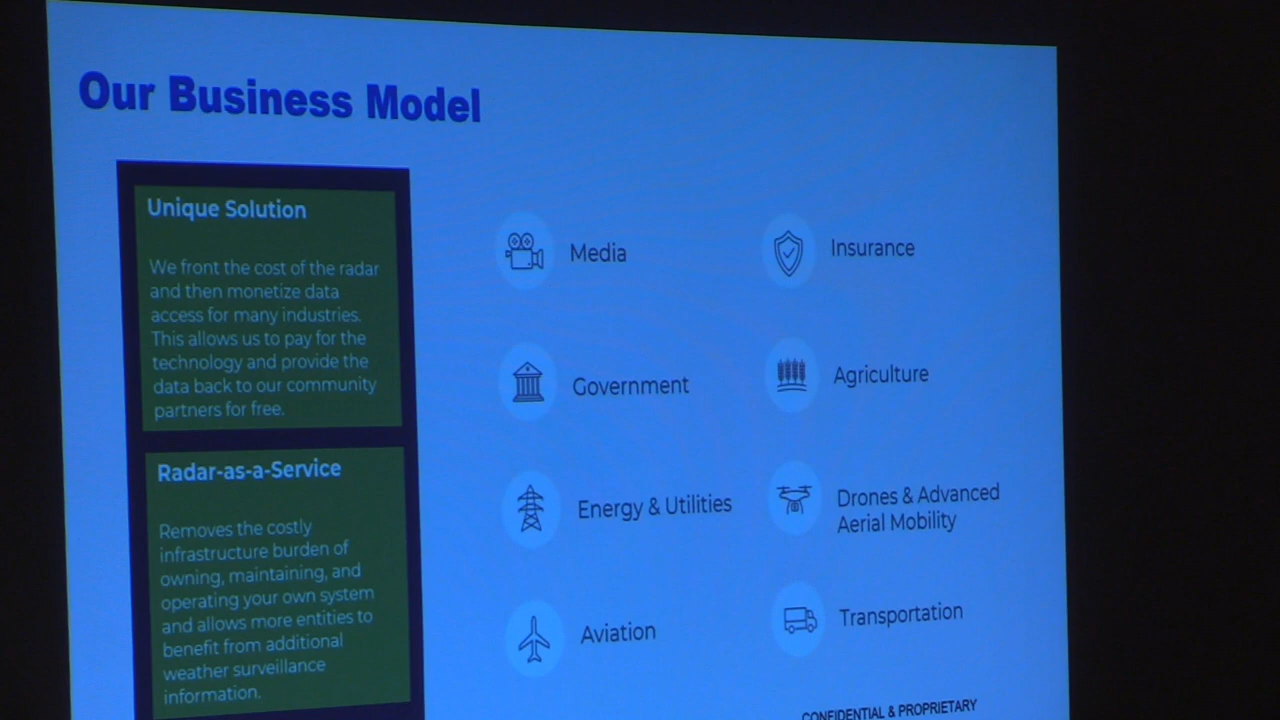 Our Business Model
Unique Solution
We front the cost of the radar
and then monetize data
access for many industries.
This allows us to pay for the
technology and provide the
data back to our community
partners for free.
Radar-as-a-Service
Removes the costly
infrastructure burden of
owning, maintaining, and
operating your own system
and allows more entities to
benefit from additional
weather surveillance
information.
Media
Government
Energy & Utilities
Aviation
Insurance
Agriculture
Drones & Advanced
Aerial Mobility
Transportation
CONFIDENTIAL & PROPRIETARY